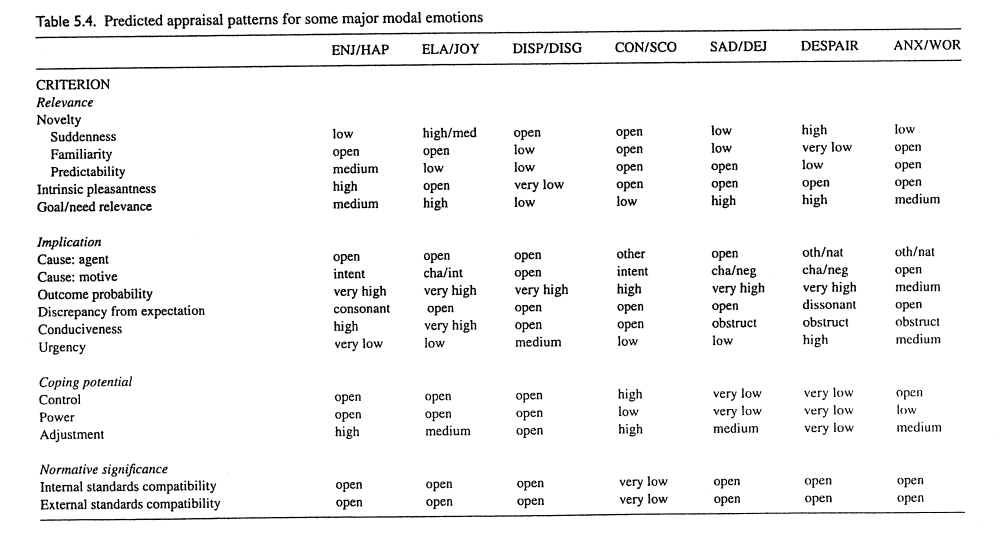 Table 5.4. Predicted appraisal patterns for some major modal emotions
ENJ/HAP ELA/JOY DISP/DISG CON/SCO SAD/DEJ DESPAIR ANX/WOR
CRITERION
Relevance
Novelty
Suddenness low high/med open open low high low
Familiarity open open low open low very low open
Predictability medium low low open open low open
Intrinsic pleasantness high open very low open open open open
Goal/need relevance medium high low low high high medium
Implication
Cause: agent open open open other open oth/nat oth/nat
Cause: motive intent cha/int open intent cha/neg cha/neg open
Outcome probability very high very high very high high very high very high medium
Discrepancy from expectation consonant open open open open dissonant open
Conduciveness high very high open open obstruct obstruct obstruct
Urgency very low low medium low low high medium
Coping potential
Control open open open high very low very low open
Power open open open low very low very low low
Adjustment high medium open high medium very low medium
Normative significance
Internal standards compatibility open open open very low open open open
External standards compatibility open open open very low open open open